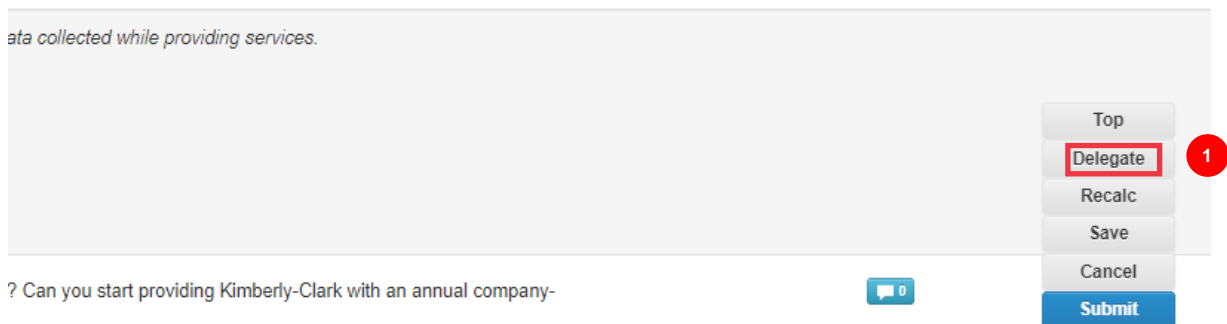 ata collected while providing services.
Top
Delegate
1
Recalc
Save
Cancel
? Can you start providing Kimberly-Clark with an annual company-
0
Submit